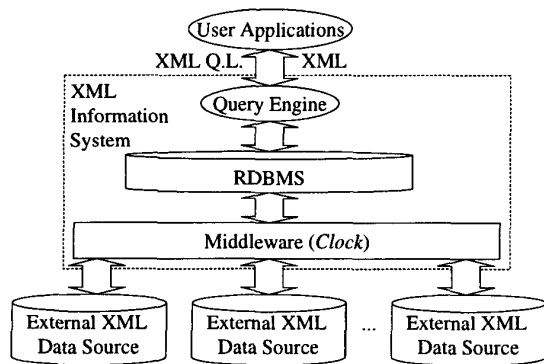 User Applications
XML Q.L. XML
XML
Information
System
Query Engine
RDBMS
Middleware (Clock)
External XML
Data Source
External XML
Data Source
...
External XML
Data Source